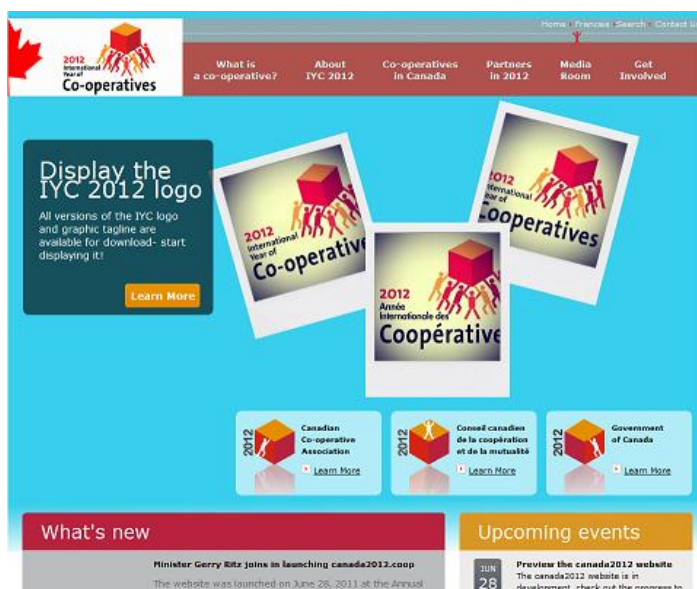 Home Francais Search Contact U
2012
International
Year of
Co-operatives
What is
a co-operative?
About
IYC 2012
Co-operatives
in Canada
Partners
in 2012
Media
Room
Get
Involved
Display the
IYC 2012 logo
All versions of the IYC logo
and graphic tagline are
available for download- start
displaying it!
Learn More
2012
International
Year of
Co-operative
2012
Année
Internationale des
Coopérative
2012
International
Year of
Cooperatives
2012
Canadian
Co-operative
Association
Learn More
2012
Conseil canadien
de la coopération
et de la mutualité
Learn More
2012
Government
of Canada
Learn More
What's new
Minister Gerry Ritz joins in launching canada2012.coop
The website was launched on June 28, 2011 at the Annual
Upcoming events
JUN
28
Preview the canada2012 website
The canada2012 website is in
development, check out the progress to